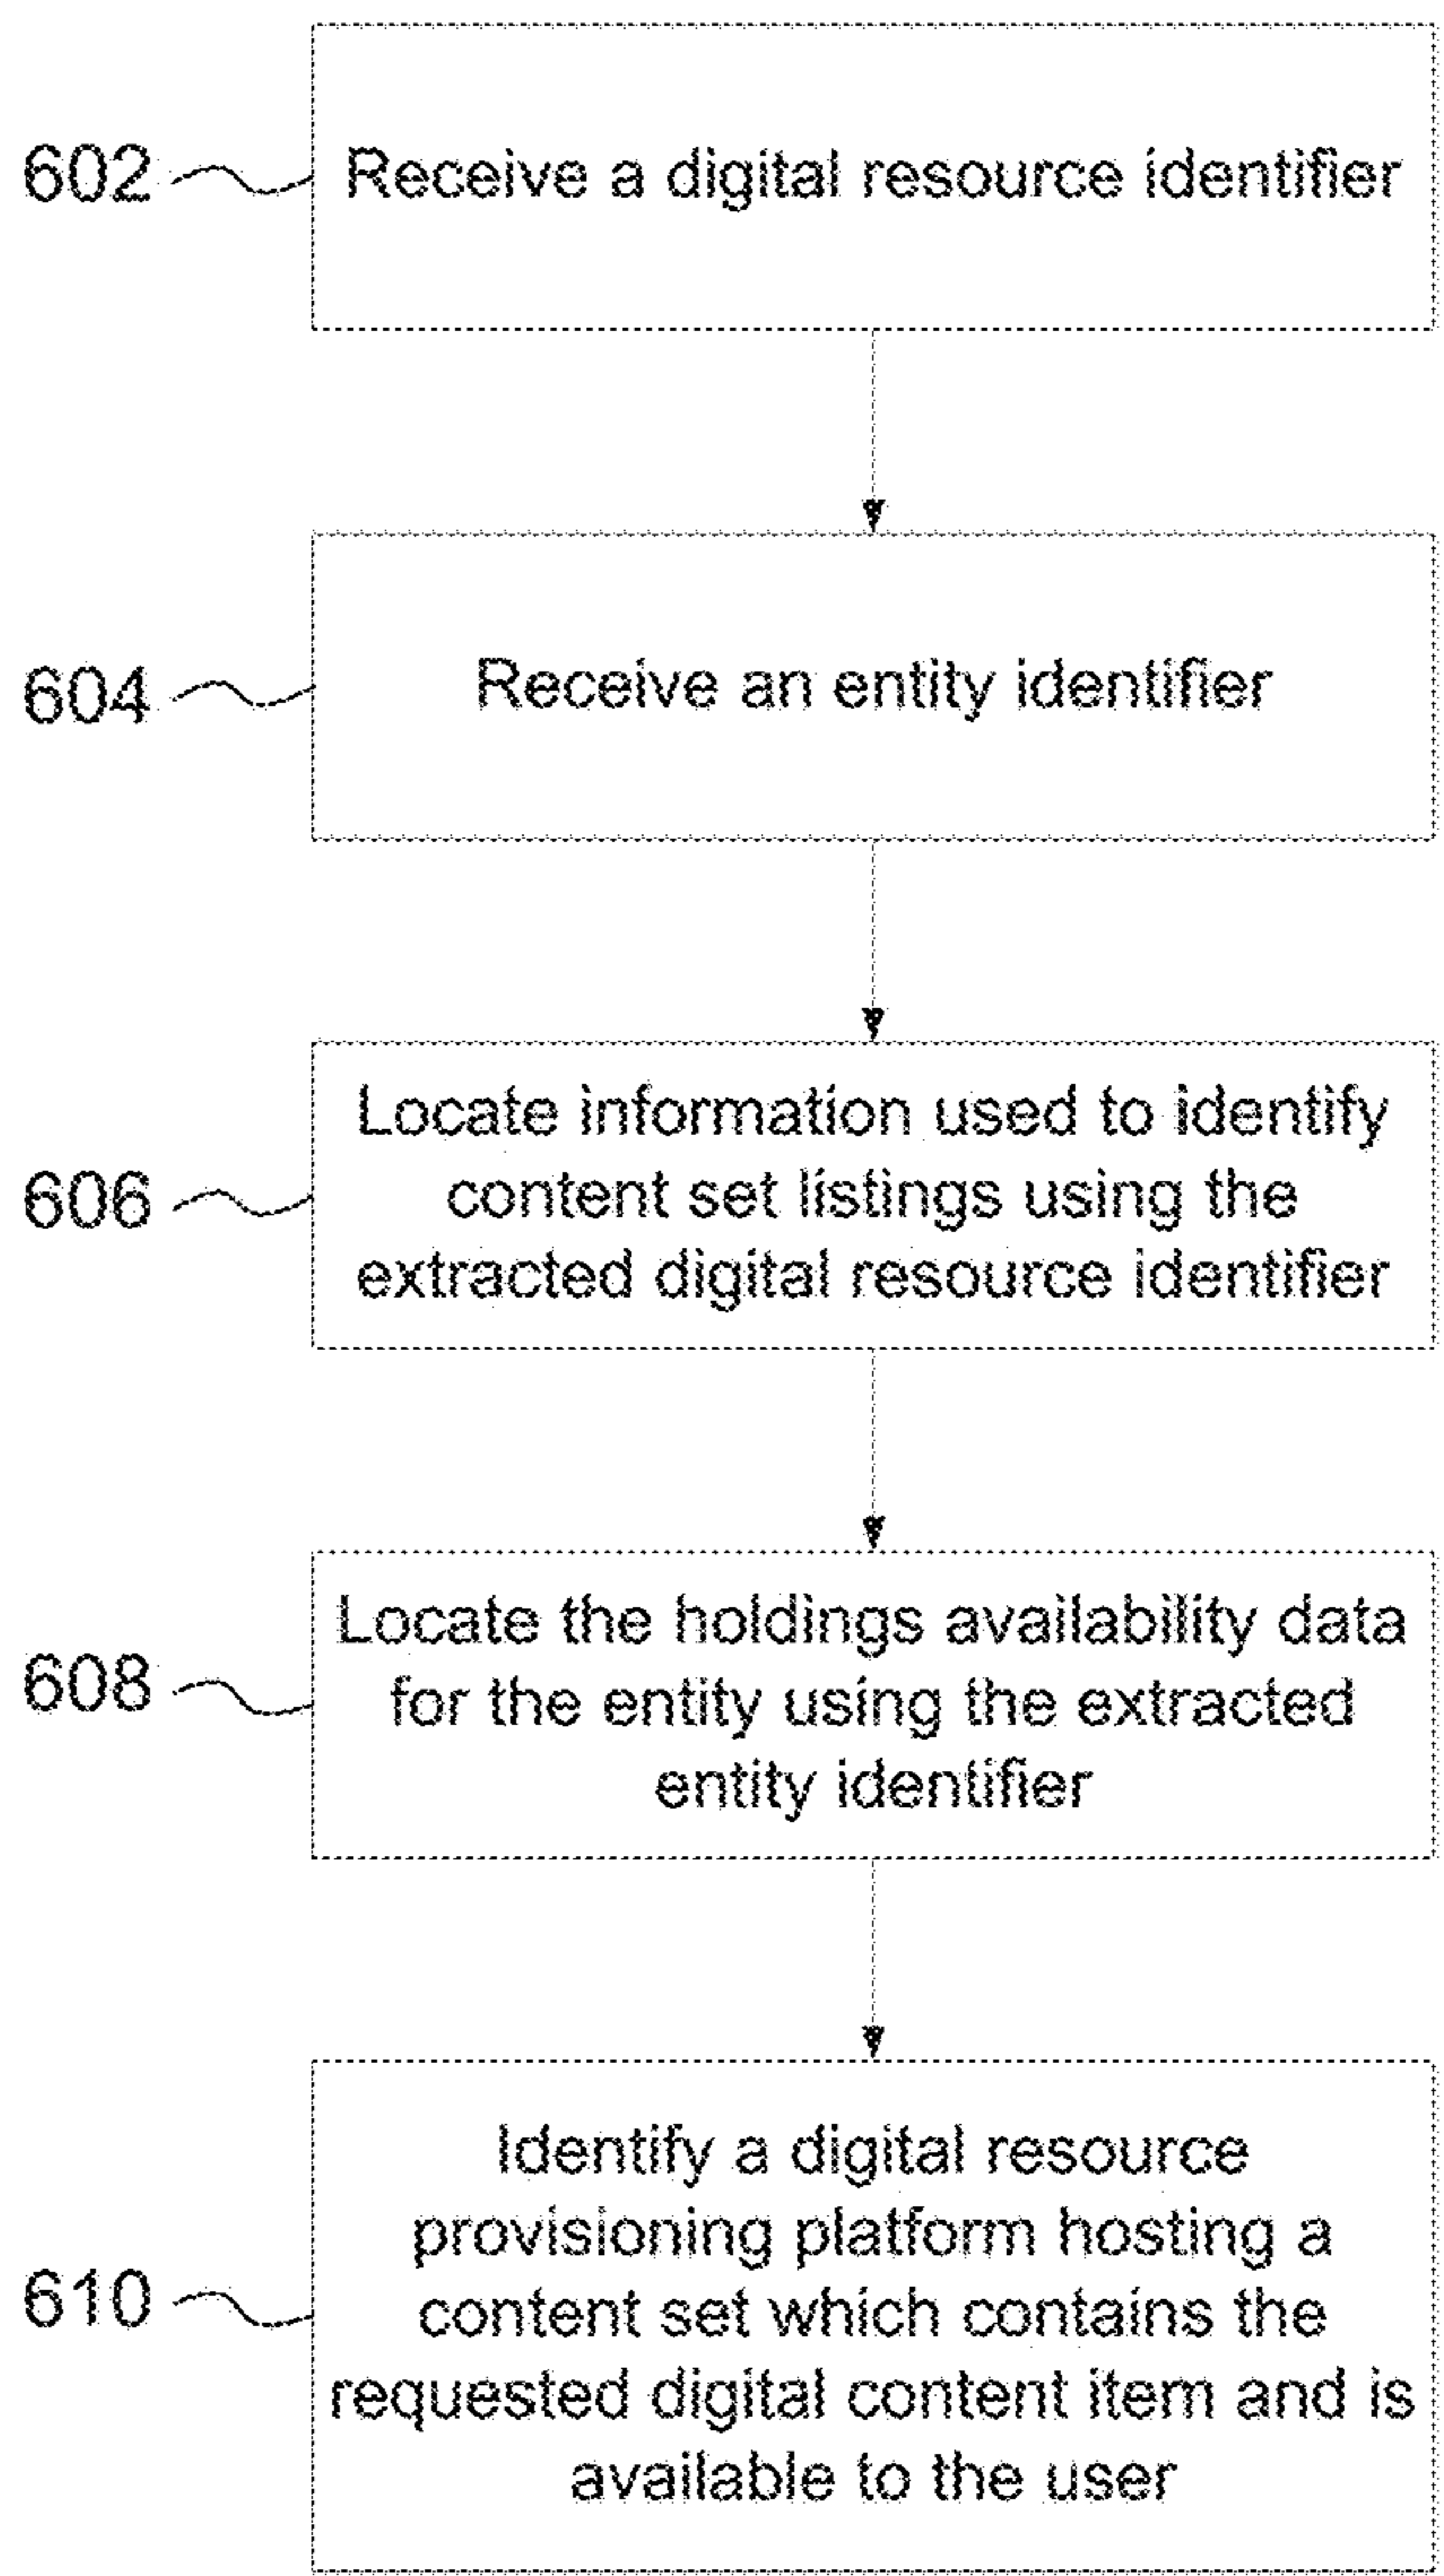 602
Receive a digital resource identifier
604
Receive an entity identifier
606
Locate information used to identify
content set listings using the
extracted digital resource identifier
608
Locate the holdings availability data
for the entity using the extracted
entity identifier
610
Identify a digital resource
provisioning platform hosting a
content set which contains the
requested digital content item and is
available to the user